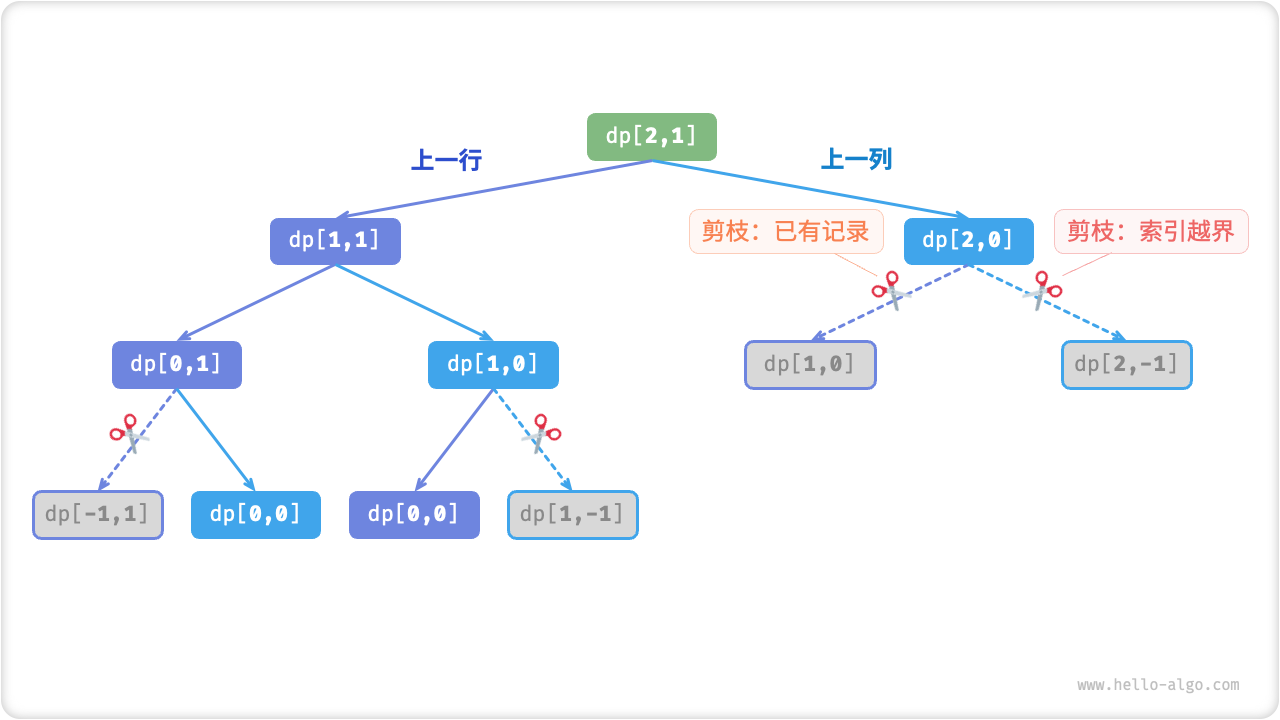 dp[2,1]
上一行
上一列
dp[1,1]
剪枝：已有记录
dp[2,0]
剪枝：索引越界
dp[0,1]
dp[1,0]
dp[1,0]
dp[2,-1]
dp[-1,1]
dp[0,0]
dp[0,0]
dp[1,-1]
www.hello-algo.com